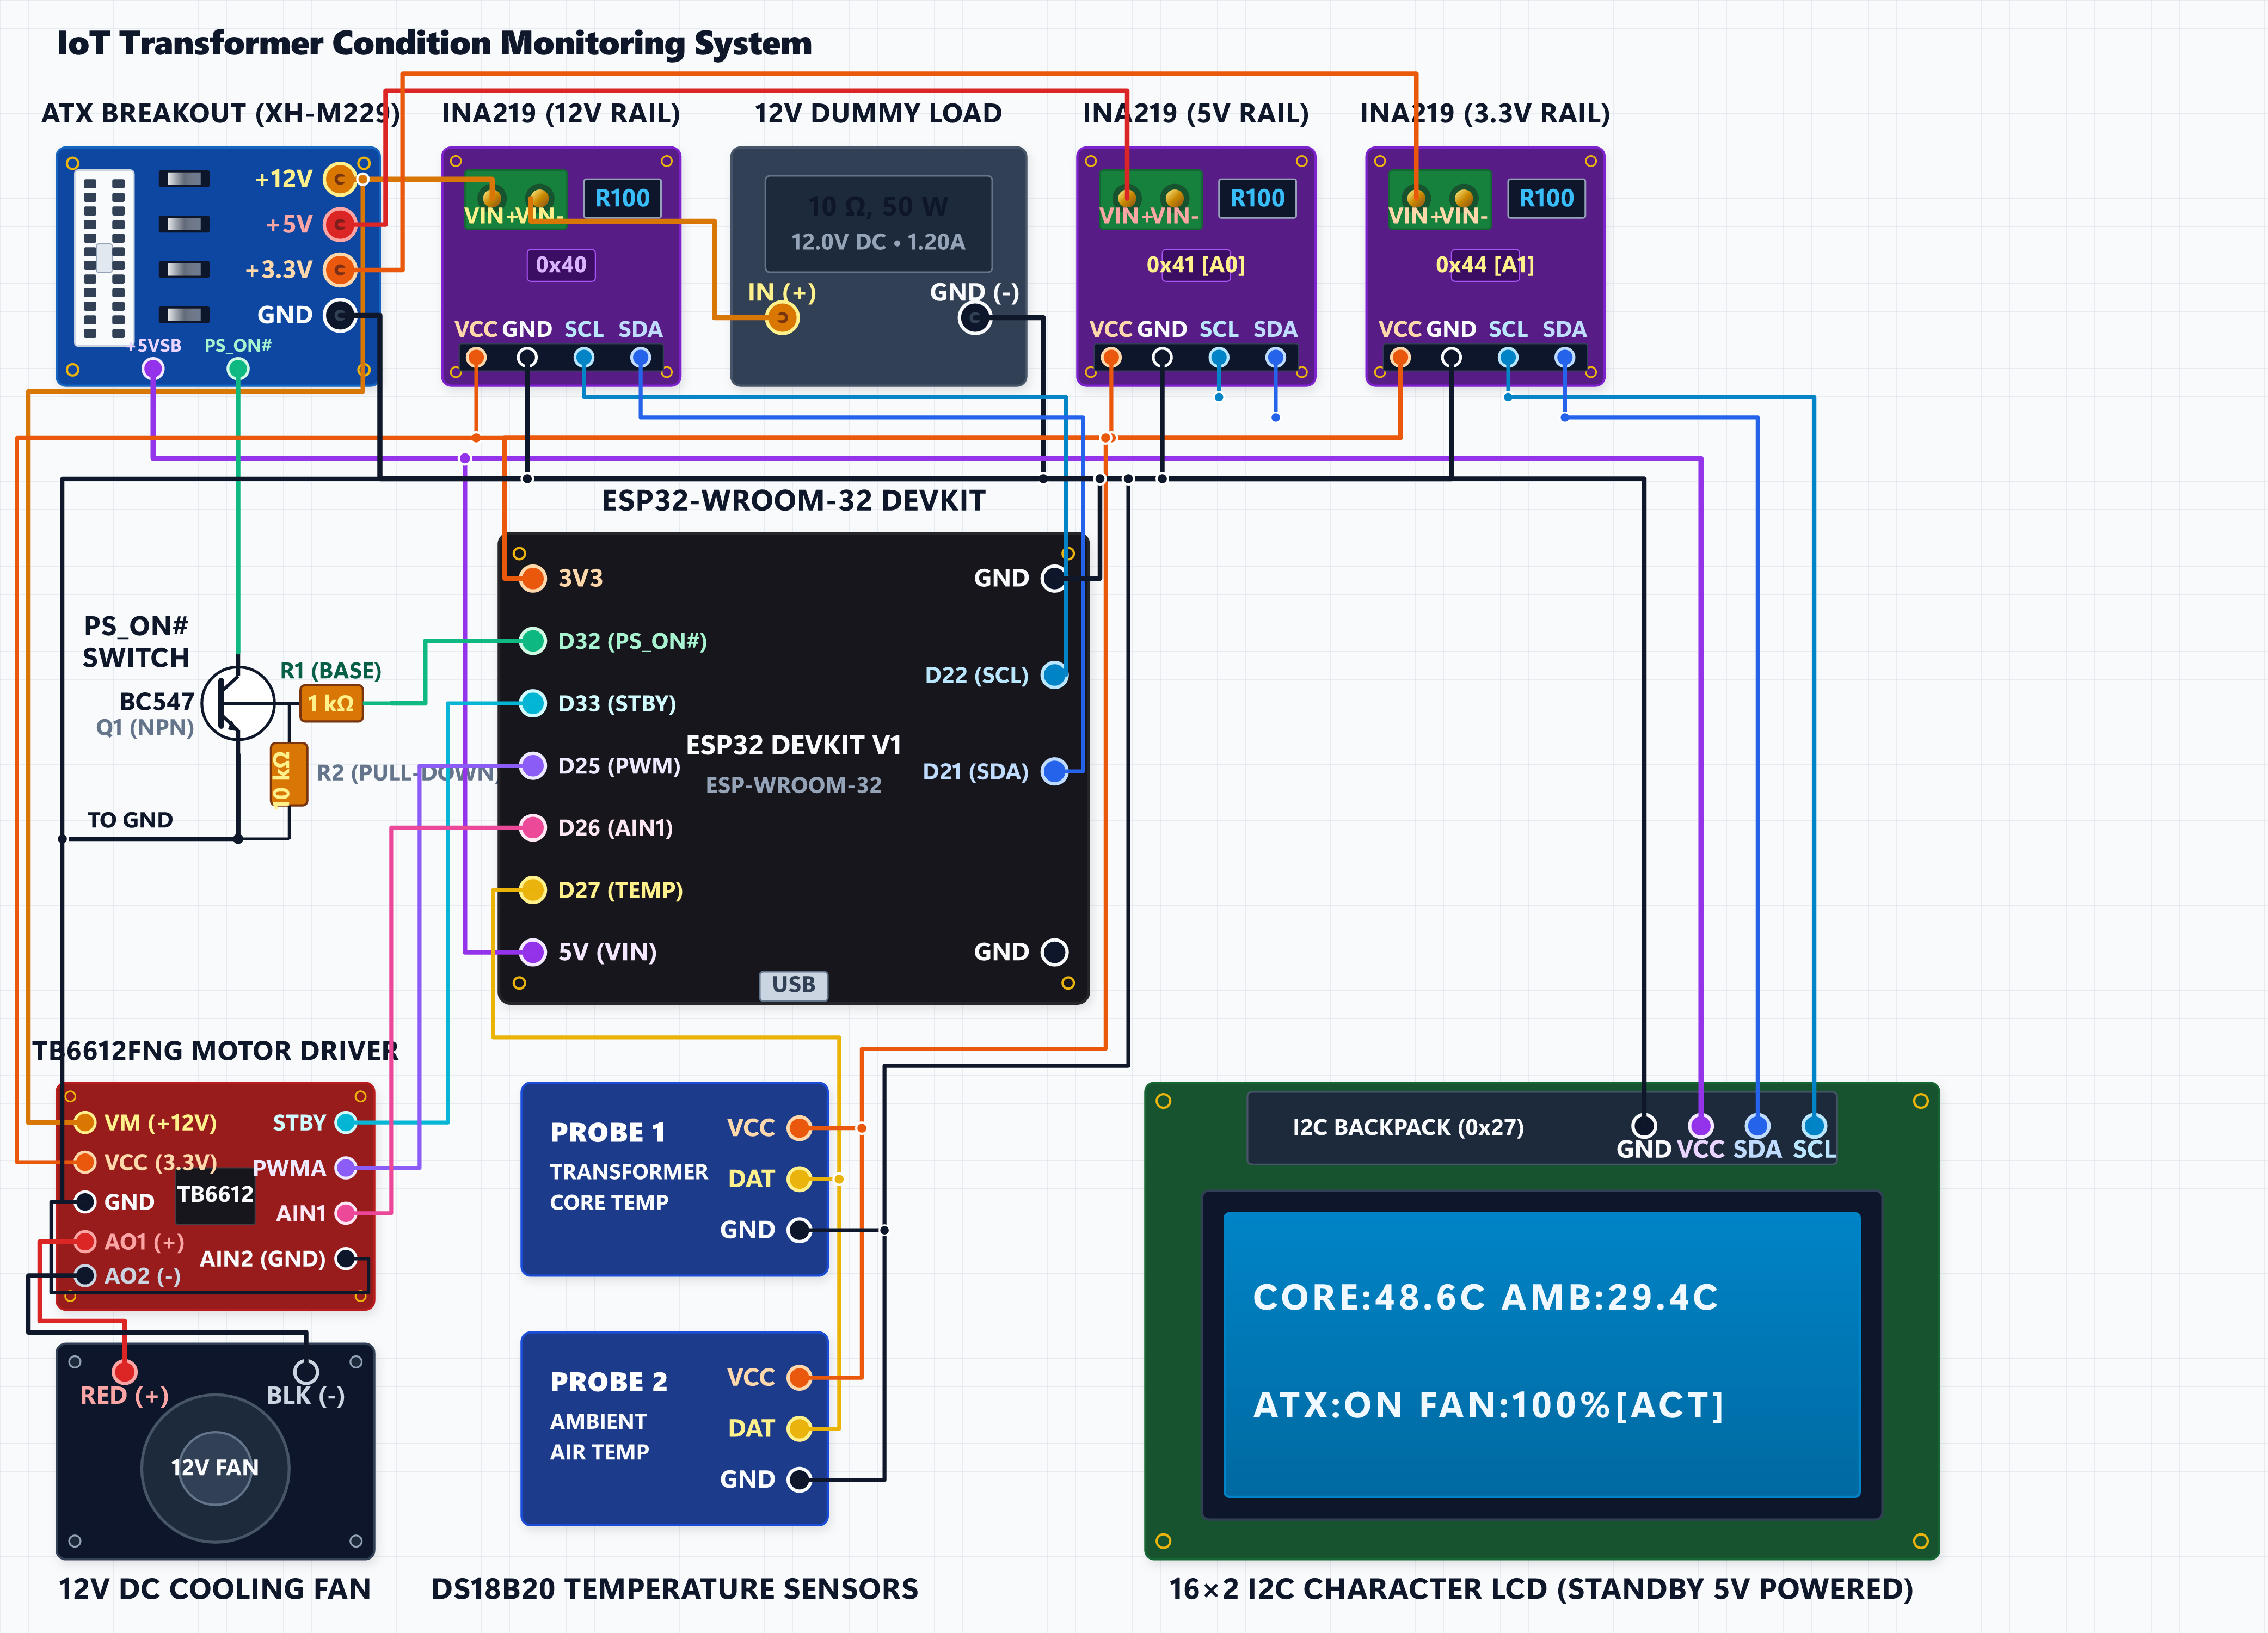 IoT Transformer Condition Monitoring System
ATX BREAKOUT (XH-M229)
+12V
+5V
+3.3V
GND
+5VSB
PS_ON#
INA219 (12V RAIL)
VIN+
VIN-
R100
0x40
VCC GND SCL SDA
12V DUMMY LOAD
10 Ω, 50 W
12.0V DC • 1.20A
IN (+)
GND (-)
INA219 (5V RAIL)
VIN+
VIN-
R100
0x41 [A0]
VCC GND SCL SDA
INA219 (3.3V RAIL)
VIN+
VIN-
R100
0x44 [A1]
VCC GND SCL SDA
ESP32-WROOM-32 DEVKIT
3V3
D32 (PS_ON#)
D33 (STBY)
D25 (PWM)
D26 (AIN1)
D27 (TEMP)
5V (VIN)
ESP32 DEVKIT V1
ESP-WROOM-32
GND
D22 (SCL)
D21 (SDA)
GND
USB
PS_ON#
SWITCH
BC547
Q1 (NPN)
R1 (BASE)
1 kΩ
10 kΩ
R2 (PULL-DOWN)
TO GND
TB6612FNG MOTOR DRIVER
VM (+12V)
VCC (3.3V)
GND
AO1 (+)
AO2 (-)
TB6612
STBY
PWMA
AIN1
AIN2 (GND)
RED (+)
BLK (-)
12V FAN
12V DC COOLING FAN
PROBE 1
TRANSFORMER
CORE TEMP
VCC
DAT
GND
PROBE 2
AMBIENT
AIR TEMP
VCC
DAT
GND
DS18B20 TEMPERATURE SENSORS
I2C BACKPACK (0x27)
GND VCC SDA SCL
CORE:48.6C AMB:29.4C
ATX:ON FAN:100%[ACT]
16×2 I2C CHARACTER LCD (STANDBY 5V POWERED)